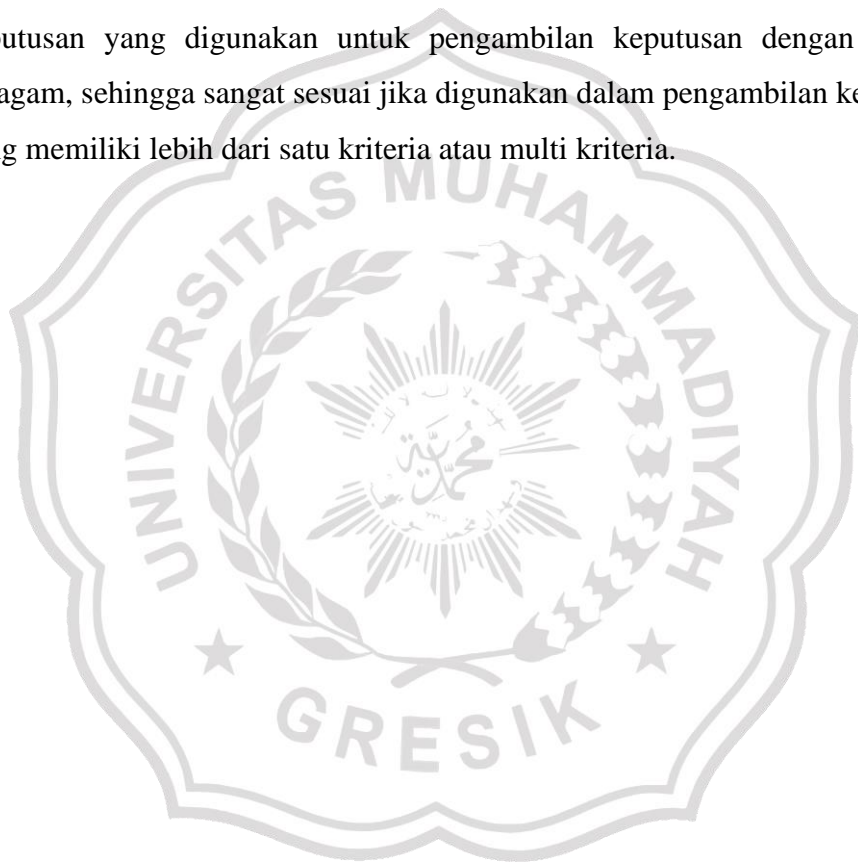 putusan yang digunakan untuk pengambilan keputusan dengan
agam, sehingga sangat sesuai jika digunakan dalam pengambilan ke
g memiliki lebih dari satu kriteria atau multi kriteria.
UNIVERSITAS MUHAMMADIYAH
محمدية
GRESIK